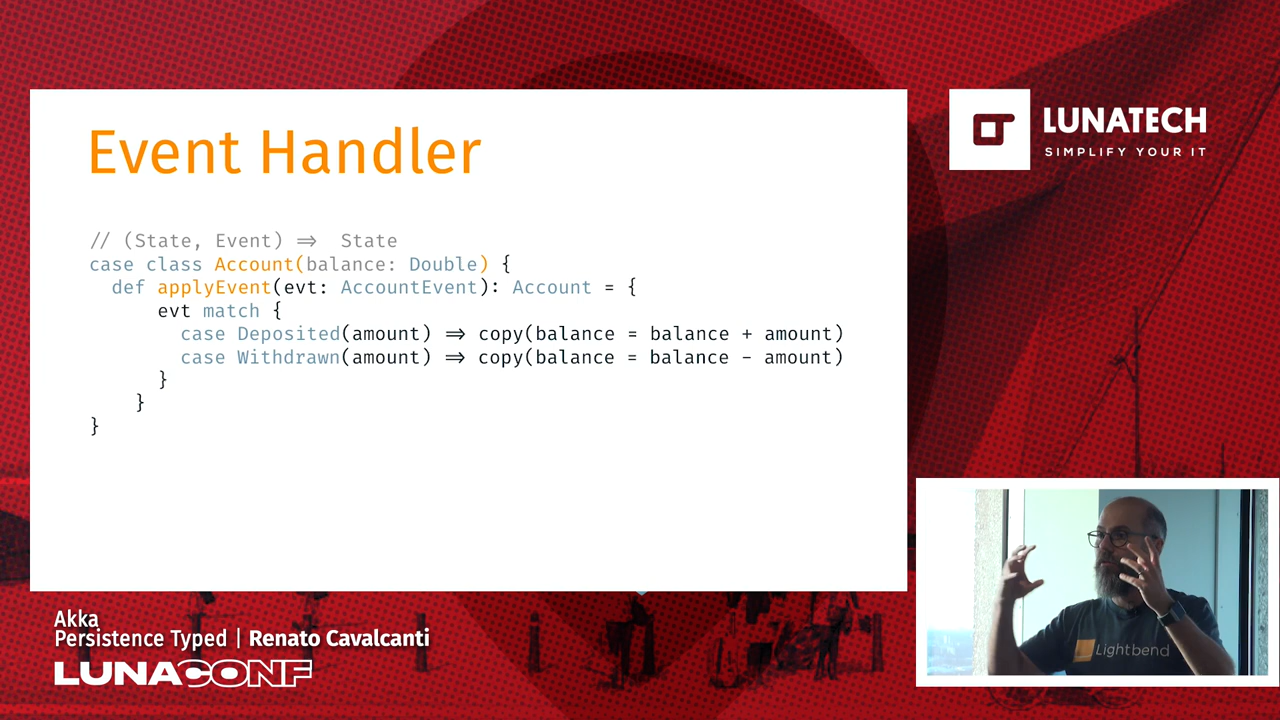 Event Handler
// (State, Event) ⇒ State
case class Account(balance: Double) {
def applyEvent(evt: AccountEvent): Account = {
evt match {
case Deposited(amount) ⇒ copy(balance = balance + amount)
case Withdrawn(amount) ⇒ copy(balance = balance - amount)
}
}
}
LUNATECH
SIMPLIFY YOUR IT
Lightbend
Akka
Persistence Typed | Renato Cavalcanti
LUNACONF